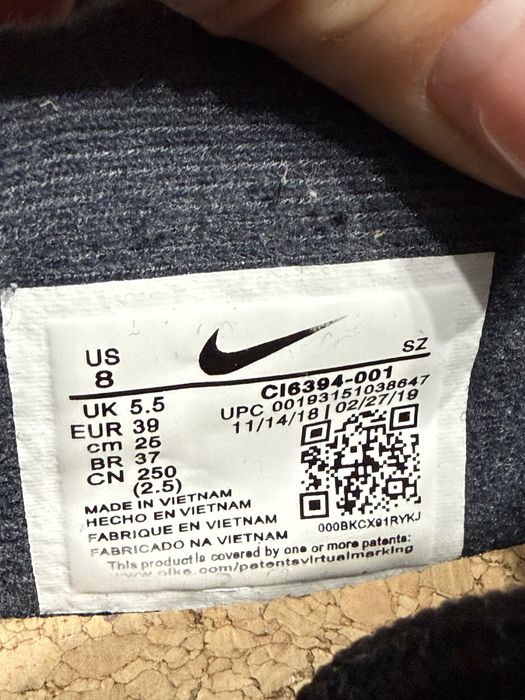 US
8
SZ
CI6394-001
UPC 00193151038647
11/14/18 | 02/27/19
UK 5.5
EUR 39
cm 25
BR 37
CN 250
(2.5)
MADE IN VIETNAM
HECHO EN VIETNAM
FABRIQUE EN VIETNAM
FABRICADO NA VIETNAM
000BKCX91RYKJ
This product is covered by one or more patents:
www.nike.com/patentsvirtualmarking